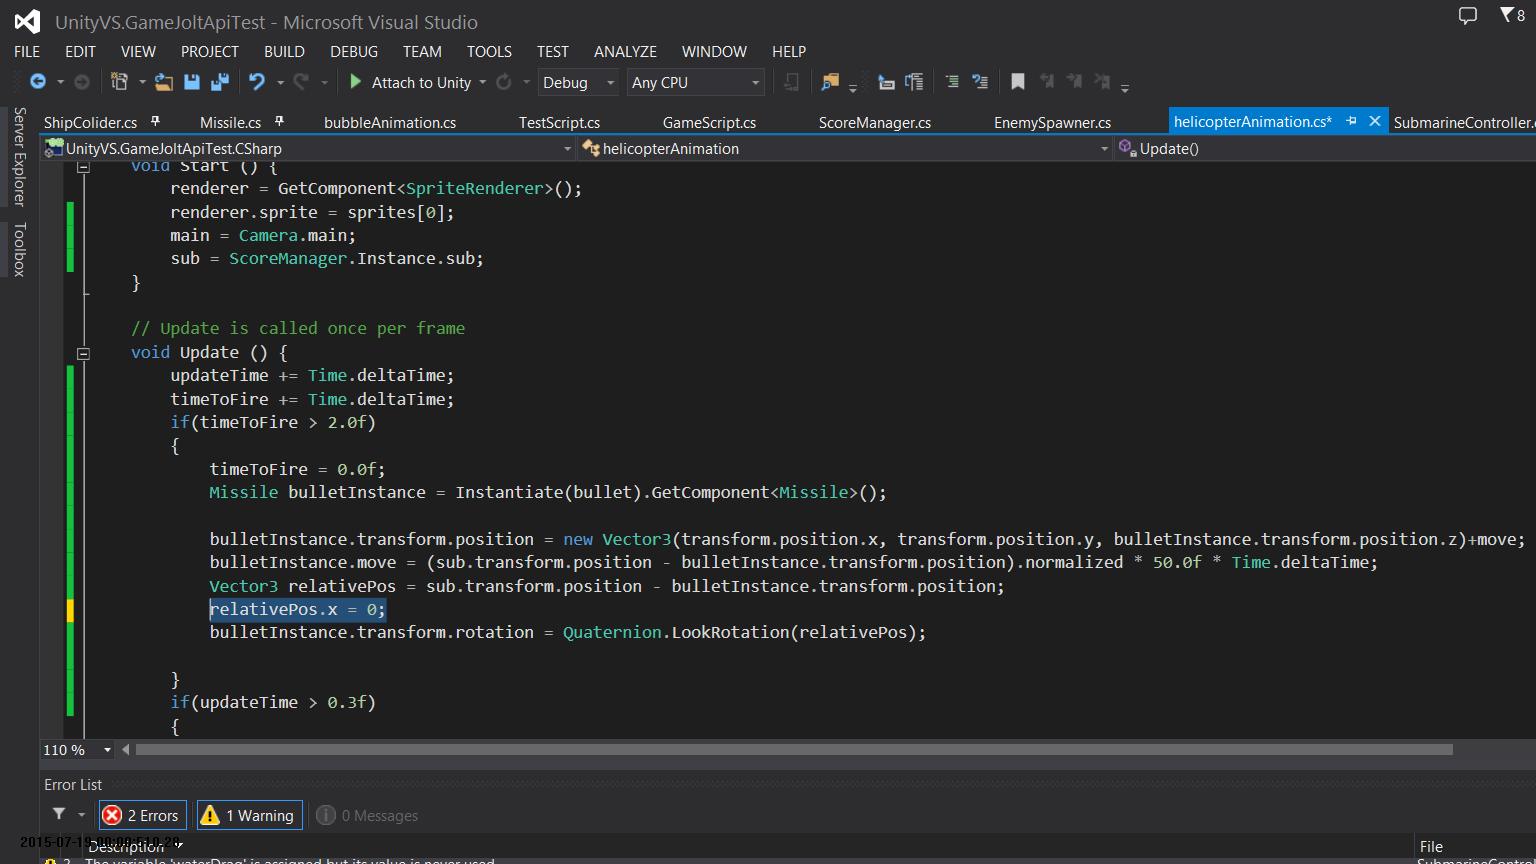 UnityVS.GameJoltApiTest - Microsoft Visual Studio
8
FILE EDIT VIEW PROJECT BUILD DEBUG TEAM TOOLS TEST ANALYZE WINDOW HELP
Attach to Unity Debug Any CPU
Server Explorer
Toolbox
ShipColider.cs Missile.cs bubbleAnimation.cs TestScript.cs GameScript.cs ScoreManager.cs EnemySpawner.cs helicopterAnimation.cs* SubmarineController.
UnityVS.GameJoltApiTest.CSharp helicopterAnimation Update()
void Start () {
renderer = GetComponent<SpriteRenderer>();
renderer.sprite = sprites[0];
main = Camera.main;
sub = ScoreManager.Instance.sub;
}
// Update is called once per frame
void Update () {
updateTime += Time.deltaTime;
timeToFire += Time.deltaTime;
if(timeToFire > 2.0f)
{
timeToFire = 0.0f;
Missile bulletInstance = Instantiate(bullet).GetComponent<Missile>();
bulletInstance.transform.position = new Vector3(transform.position.x, transform.position.y, bulletInstance.transform.position.z)+move;
bulletInstance.move = (sub.transform.position - bulletInstance.transform.position).normalized * 50.0f * Time.deltaTime;
Vector3 relativePos = sub.transform.position - bulletInstance.transform.position;
relativePos.x = 0;
bulletInstance.transform.rotation = Quaternion.LookRotation(relativePos);
}
if(updateTime > 0.3f)
{
110 %
Error List
2 Errors 1 Warning 0 Messages
Description File
The variable 'waterDrag' is assigned but its value is never used